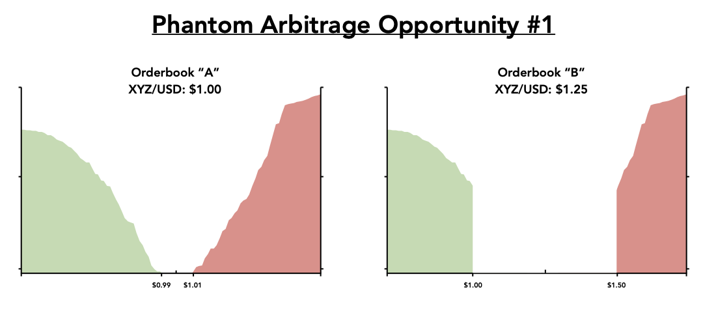 Phantom Arbitrage Opportunity #1
Orderbook “A”
XYZ/USD: $1.00
Orderbook “B”
XYZ/USD: $1.25
$0.99 $1.01
$1.00 $1.50